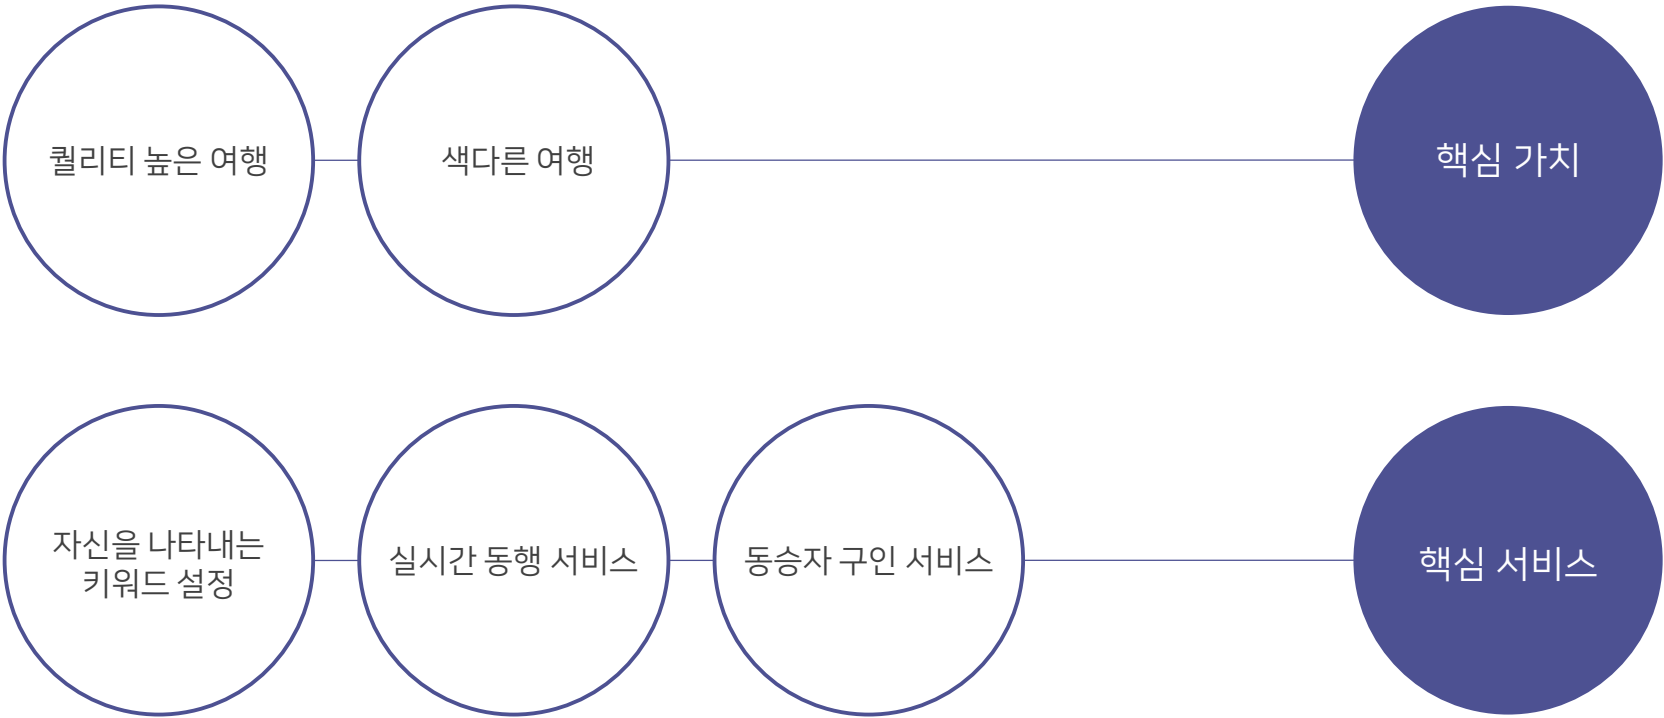 퀄리티 높은 여행
색다른 여행
핵심 가치
자신을 나타내는
키워드 설정
실시간 동행 서비스
동승자 구인 서비스
핵심 서비스